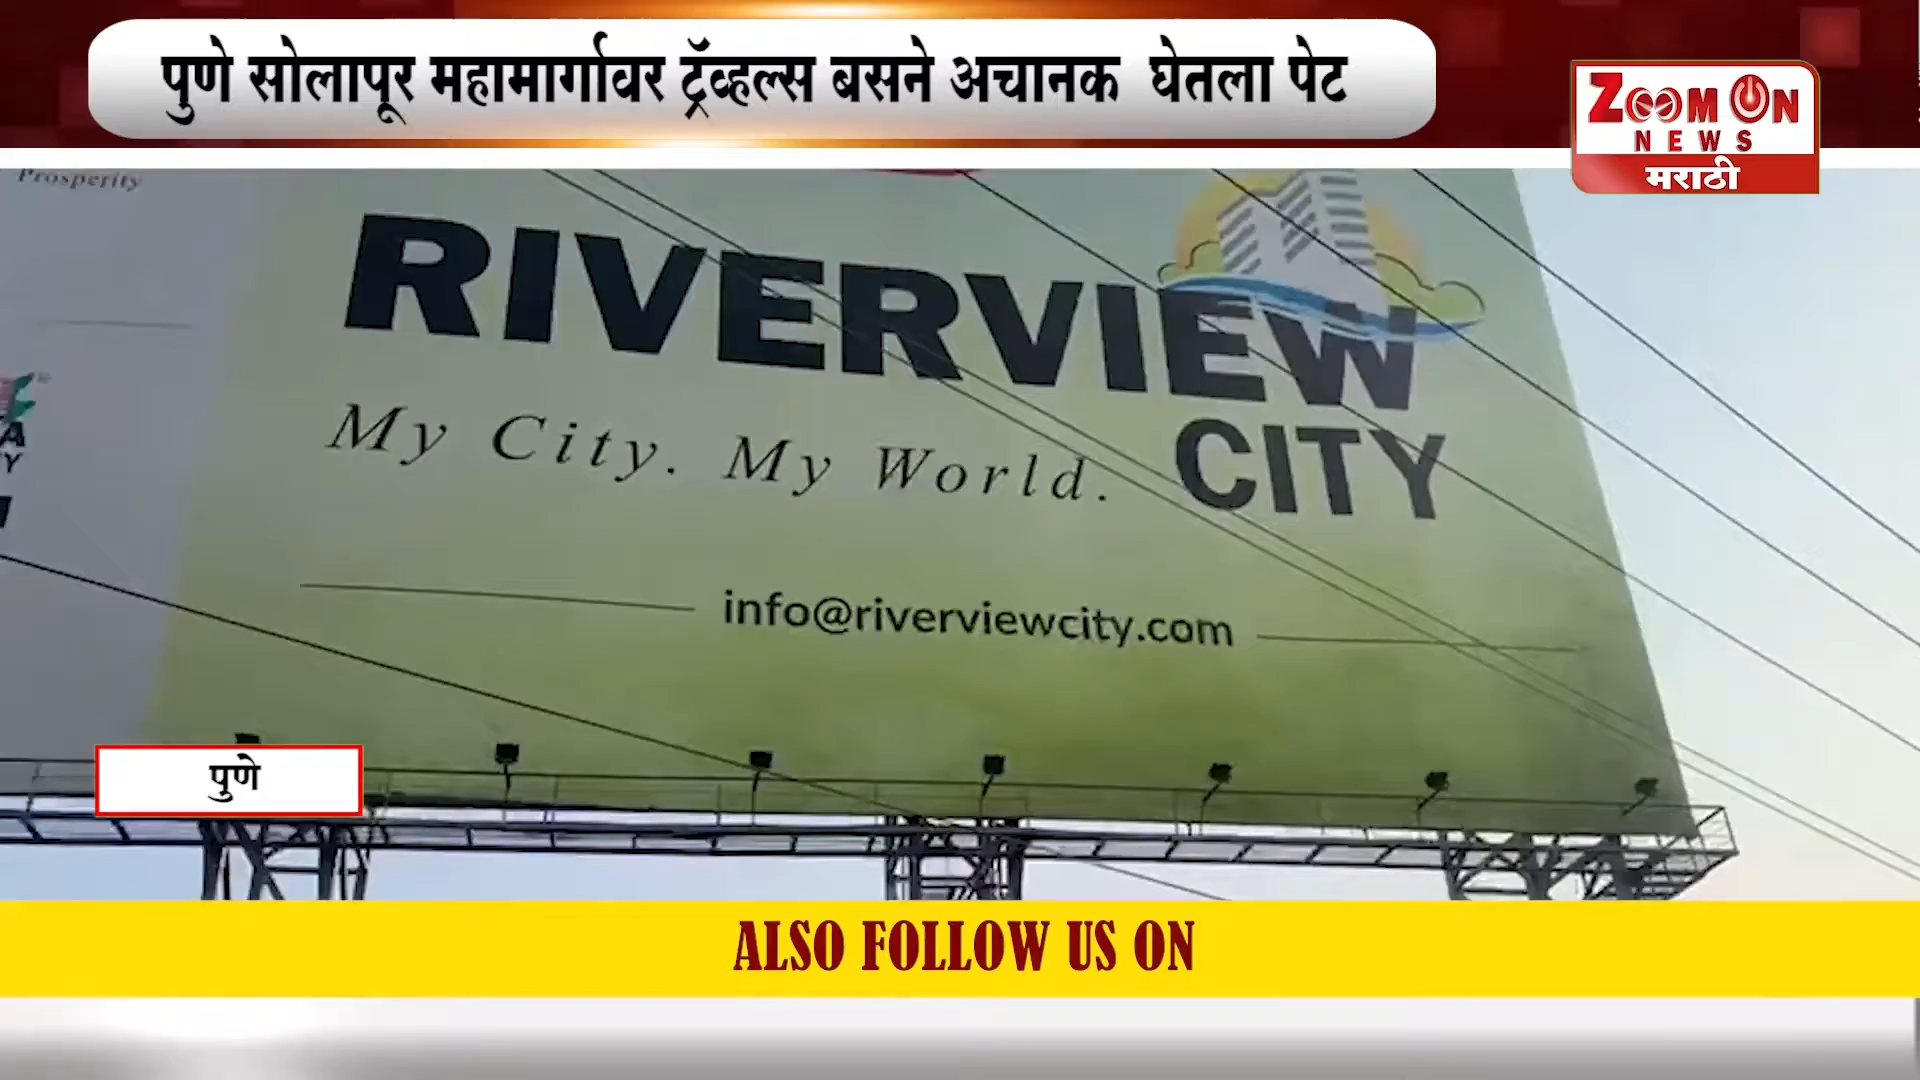 पुणे सोलापूर महामार्गावर ट्रॅव्हल्स बसने अचानक घेतला पेट
ZOOM ON
NEWS
मराठी
Prosperity
RIVERVIEW
CITY
My City. My World.
info@riverviewcity.com
पुणे
ALSO FOLLOW US ON